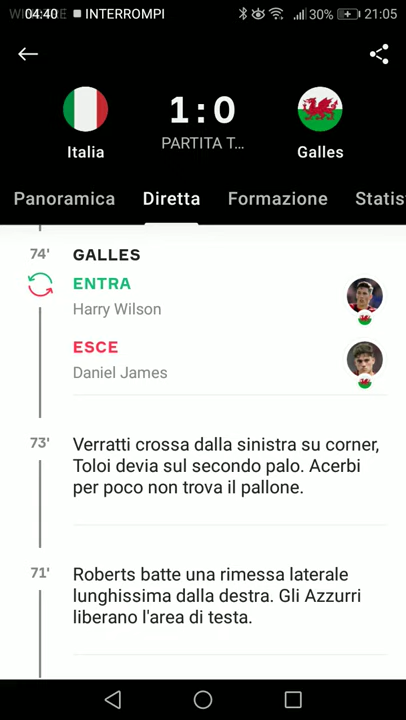 04:40 INTERROMPI 30% 21:05
1:0
PARTITA T...
Italia Galles
Panoramica Diretta Formazione Statis
74' GALLES
ENTRA
Harry Wilson
ESCE
Daniel James
73' Verratti crossa dalla sinistra su corner,
Toloi devia sul secondo palo. Acerbi
per poco non trova il pallone.
71' Roberts batte una rimessa laterale
lunghissima dalla destra. Gli Azzurri
liberano l'area di testa.